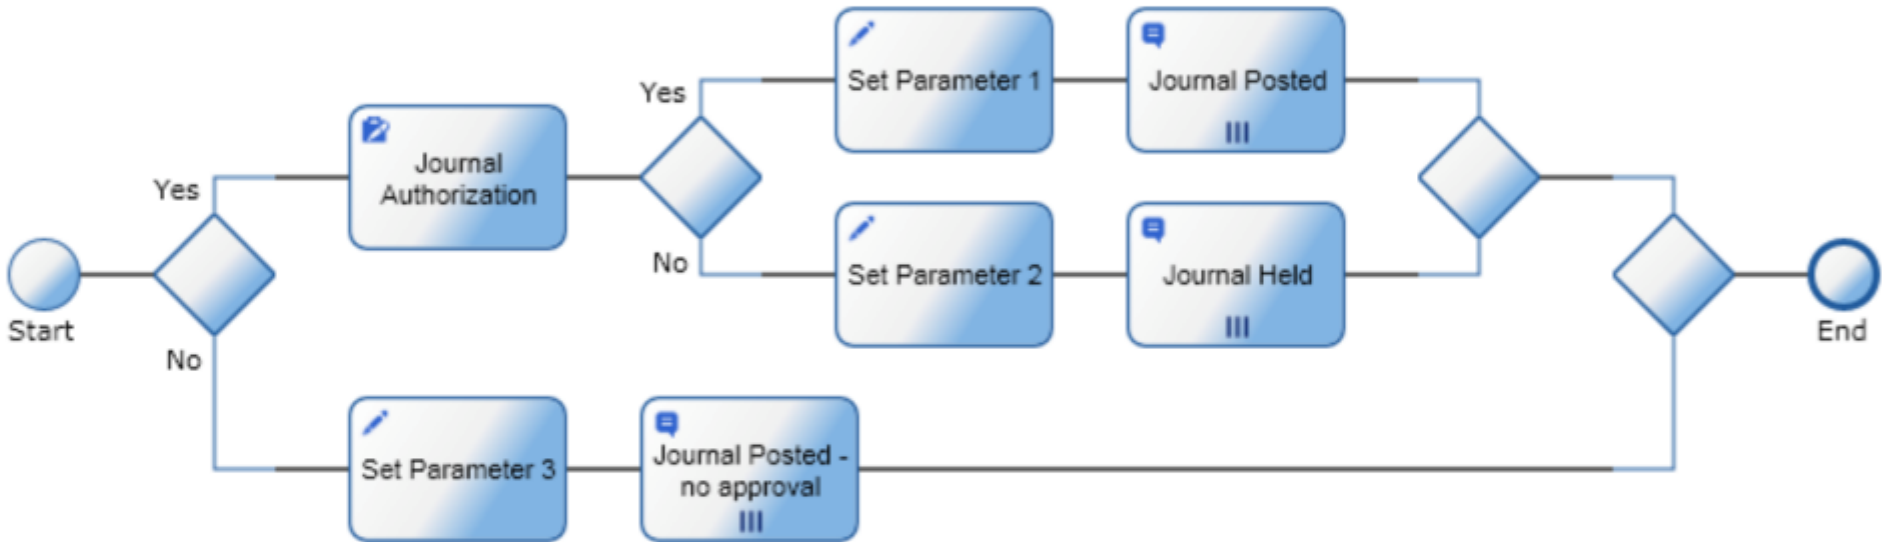 Yes
Set Parameter 1
Journal Posted
Yes
Journal
Authorization
No
Set Parameter 2
Journal Held
Start
End
No
Set Parameter 3
Journal Posted -
no approval